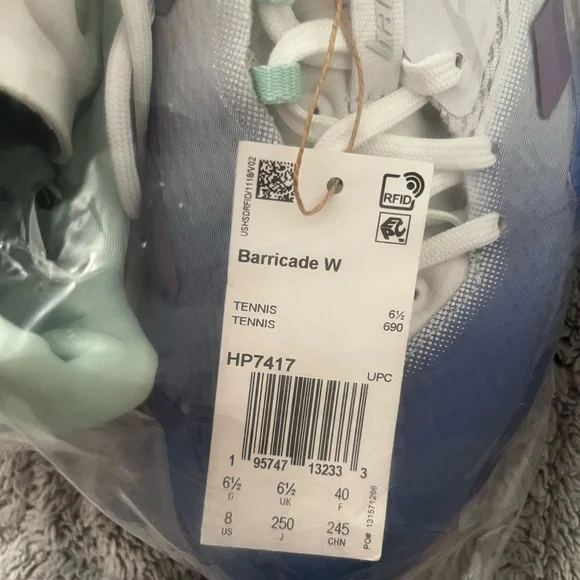 bar
USHSDRFID/1118/V02
RFID
Barricade W
TENNIS 6½
TENNIS 690
HP7417
UPC
1 95747 13233 3
6½ 6½ 40
D UK F
8 250 245
US J CHN
PO# 131571266